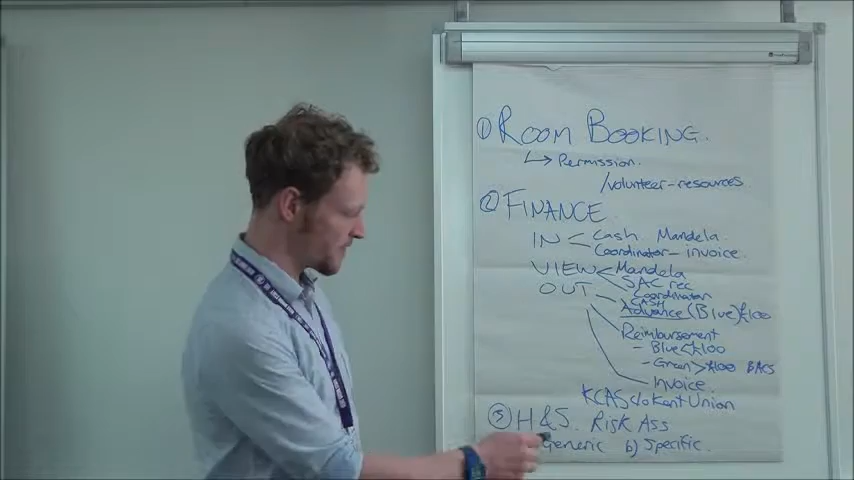 ① ROOM BOOKING.
↳ Permission.
/volunteer-resources
② FINANCE
IN < Cash Mandela.
Coordinator - invoice.
VIEW < Mandela
SAC rec
Coordinator
OUT CASH
Advance (Blue) £100
Reimbursement
- Blue < £100
- Green > £100 BACs
Invoice.
KCAS c/o Kent Union
③ H&S. Risk Ass
Generic b) Specific.